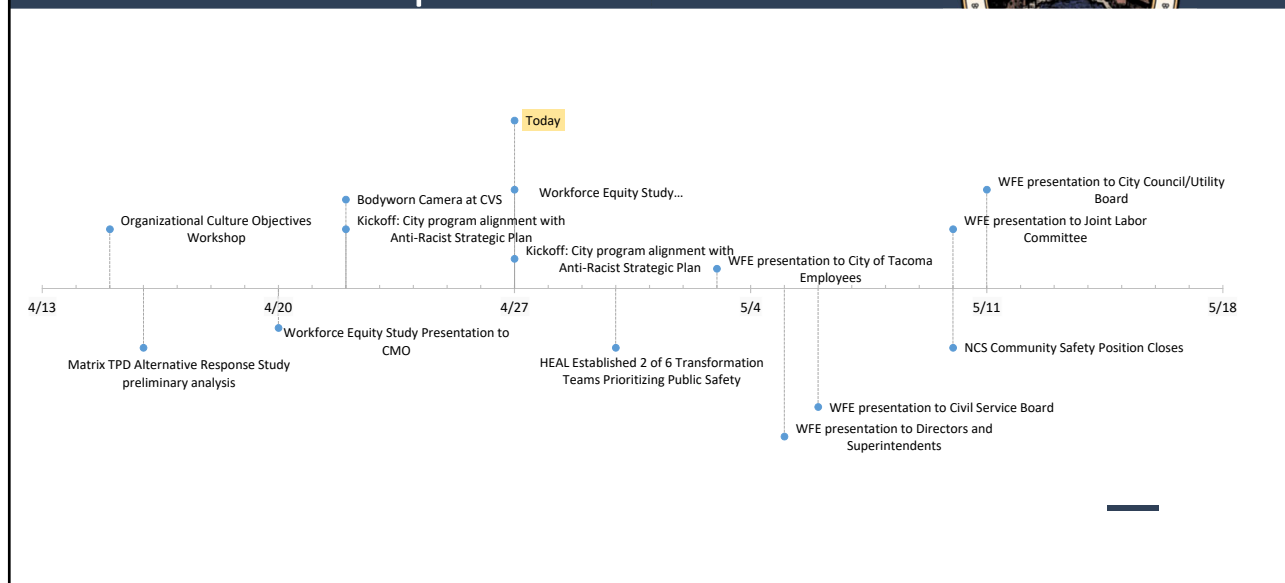 Today
Bodyworn Camera at CVS
Workforce Equity Study...
WFE presentation to City Council/Utility
Board
Organizational Culture Objectives
Workshop
Kickoff: City program alignment with
Anti-Racist Strategic Plan
WFE presentation to Joint Labor
Committee
Kickoff: City program alignment with
Anti-Racist Strategic Plan
WFE presentation to City of Tacoma
Employees
4/13
4/20
4/27
5/4
5/11
5/18
Workforce Equity Study Presentation to
CMO
Matrix TPD Alternative Response Study
preliminary analysis
HEAL Established 2 of 6 Transformation
Teams Prioritizing Public Safety
NCS Community Safety Position Closes
WFE presentation to Civil Service Board
WFE presentation to Directors and
Superintendents